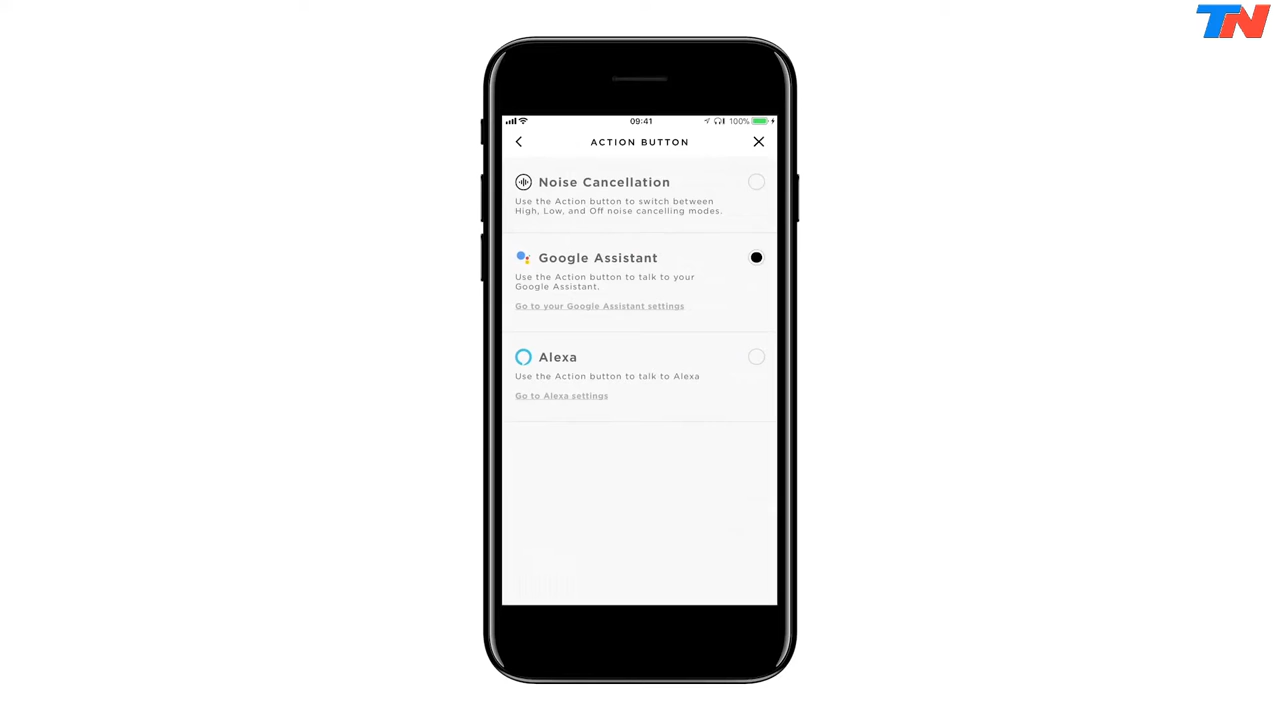 TN
09:41
100%
ACTION BUTTON
Noise Cancellation
Use the Action button to switch between
High, Low, and Off noise cancelling modes.
Google Assistant
Use the Action button to talk to your
Google Assistant.
Go to your Google Assistant settings
Alexa
Use the Action button to talk to Alexa
Go to Alexa settings